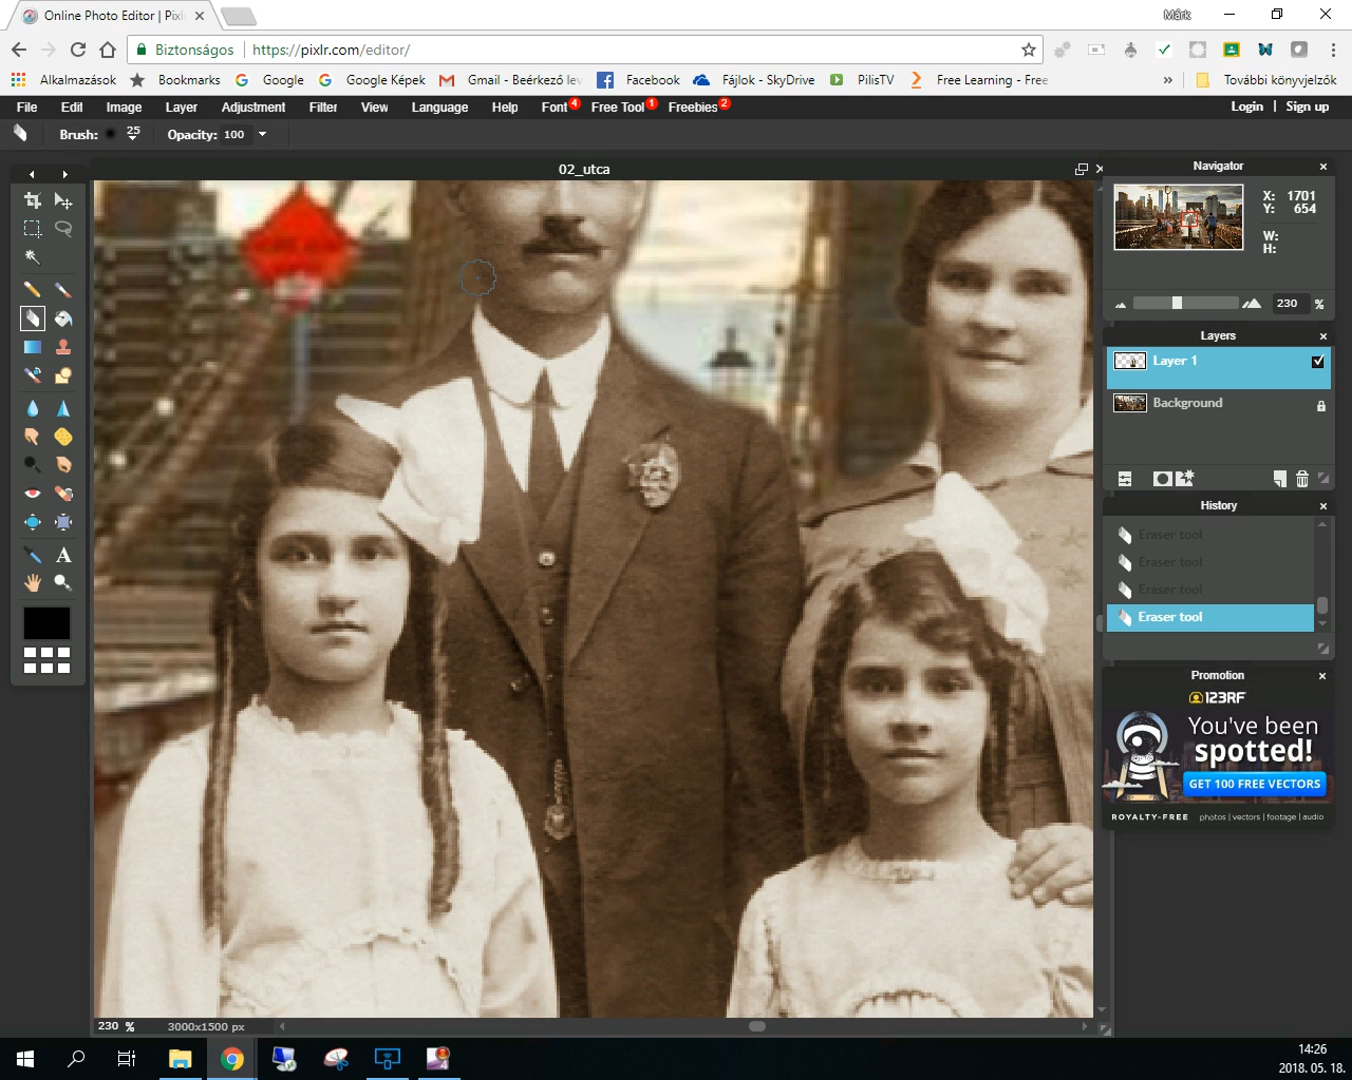 Online Photo Editor | Pixl
Márk
Biztonságos
https://pixlr.com/editor/
Alkalmazások
Bookmarks
Google
Google Képek
Gmail - Beérkező lev
Facebook
Fájlok - SkyDrive
PilisTV
Free Learning - Free
»
További könyvjelzők
File
Edit
Image
Layer
Adjustment
Filter
View
Language
Help
Font 4
Free Tool 1
Freebies 2
Login | Sign up
Brush: 25
Opacity: 100
02_utca
Navigator
X: 1701
Y: 654
W:
H:
230 %
Layers
Layer 1
Background
History
Eraser tool
Eraser tool
Eraser tool
Eraser tool
Promotion
123RF
You've been
spotted!
GET 100 FREE VECTORS
ROYALTY-FREE photos | vectors | footage | audio
A
230 %
3000x1500 px
14:26
2018. 05. 18.